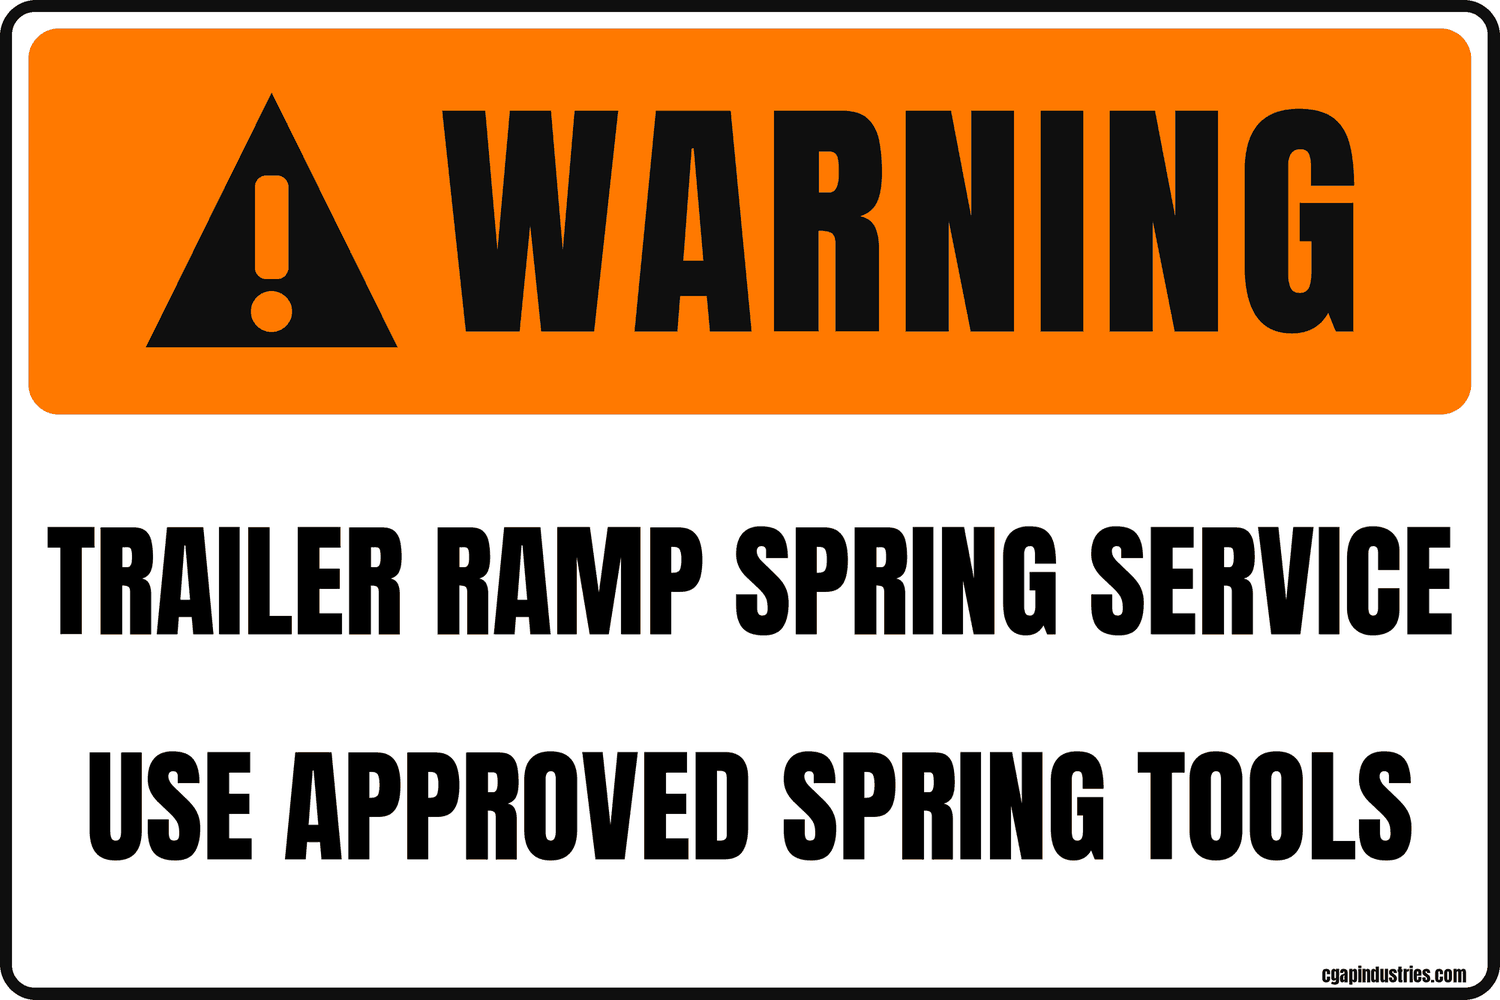 WARNING
TRAILER RAMP SPRING SERVICE
USE APPROVED SPRING TOOLS
cgapindustries.com